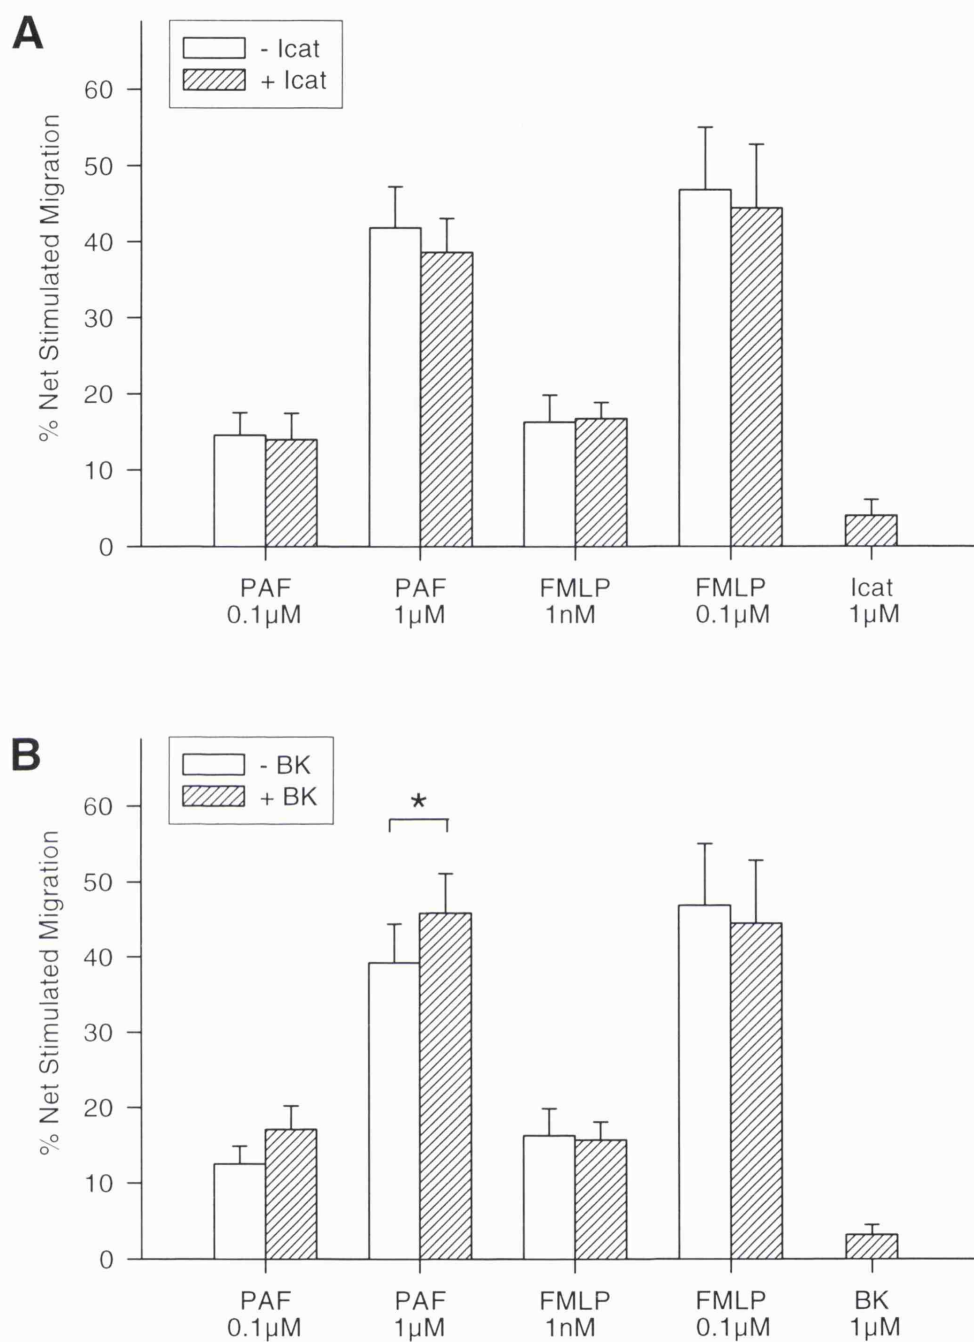 A
- Icat
+ Icat
% Net Stimulated Migration
60
50
40
30
20
10
0
PAF PAF FMLP FMLP Icat
0.1µM 1µM 1nM 0.1µM 1µM
B
- BK
+ BK
*
% Net Stimulated Migration
60
50
40
30
20
10
0
PAF PAF FMLP FMLP BK
0.1µM 1µM 1nM 0.1µM 1µM